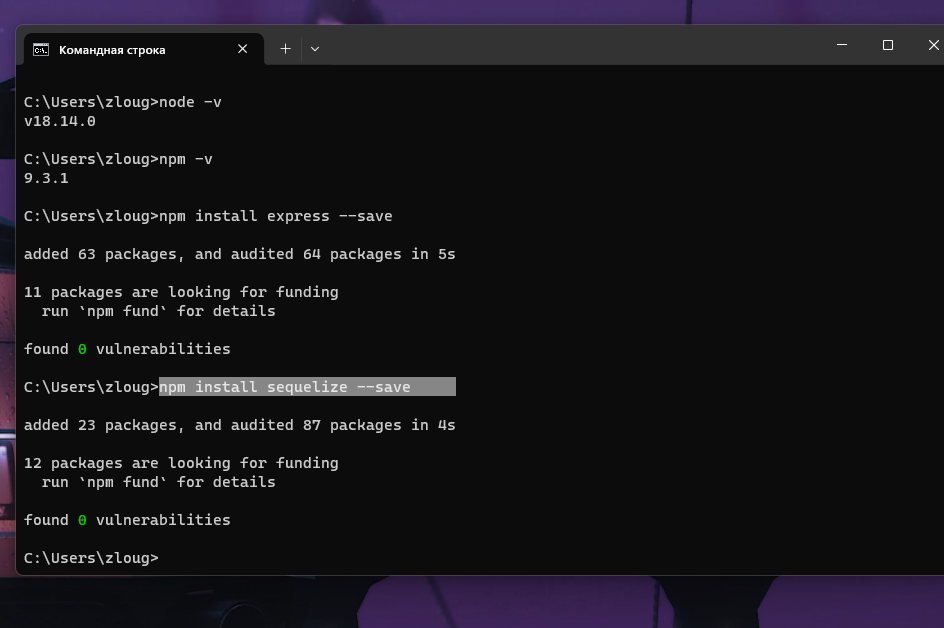 Командная строка
C:\Users\zloug>node -v
v18.14.0
C:\Users\zloug>npm -v
9.3.1
C:\Users\zloug>npm install express --save
added 63 packages, and audited 64 packages in 5s
11 packages are looking for funding
  run `npm fund` for details
found 0 vulnerabilities
C:\Users\zloug>npm install sequelize --save
added 23 packages, and audited 87 packages in 4s
12 packages are looking for funding
  run `npm fund` for details
found 0 vulnerabilities
C:\Users\zloug>